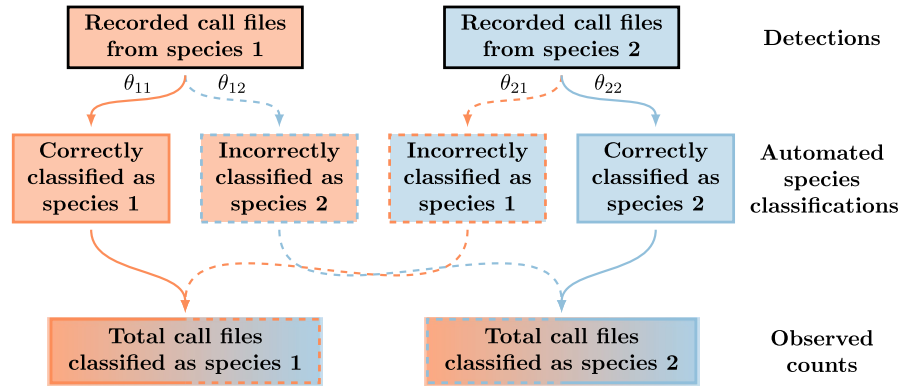 Recorded call files
from species 1
Recorded call files
from species 2
Detections
θ11
θ12
θ21
θ22
Correctly
classified as
species 1
Incorrectly
classified as
species 2
Incorrectly
classified as
species 1
Correctly
classified as
species 2
Automated
species
classifications
Total call files
classified as species 1
Total call files
classified as species 2
Observed
counts